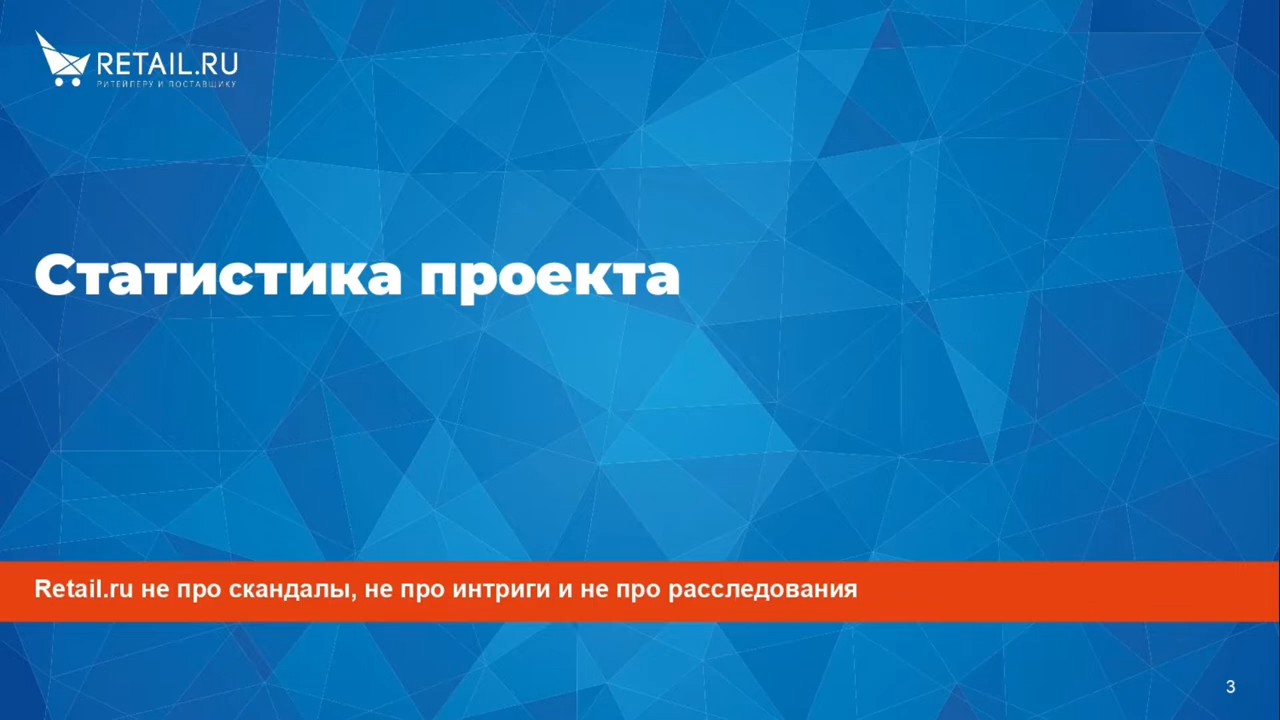 RETAIL.RU
РИТЕЙЛЕРУ И ПОСТАВЩИКУ
Статистика проекта
Retail.ru не про скандалы, не про интриги и не про расследования
3